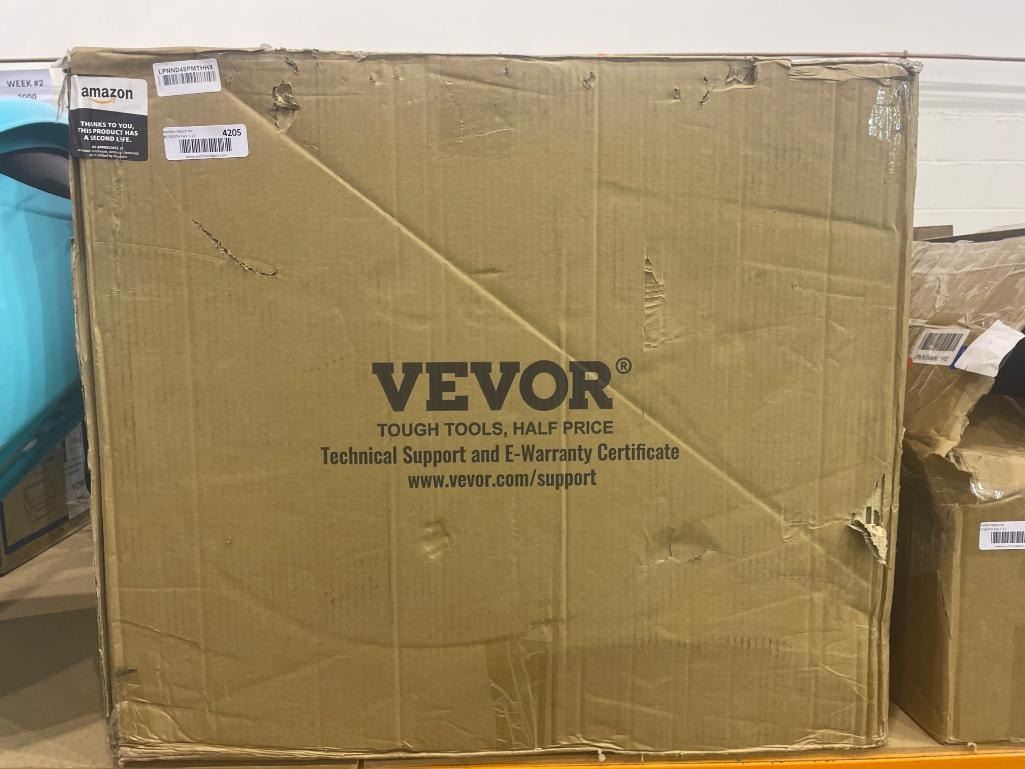 WEEK #2
amazon
THANKS TO YOU,
THIS PRODUCT HAS
A SECOND LIFE.
LPNND49PMTHHX
4205
VEVOR®
TOUGH TOOLS, HALF PRICE
Technical Support and E-Warranty Certificate
www.vevor.com/support